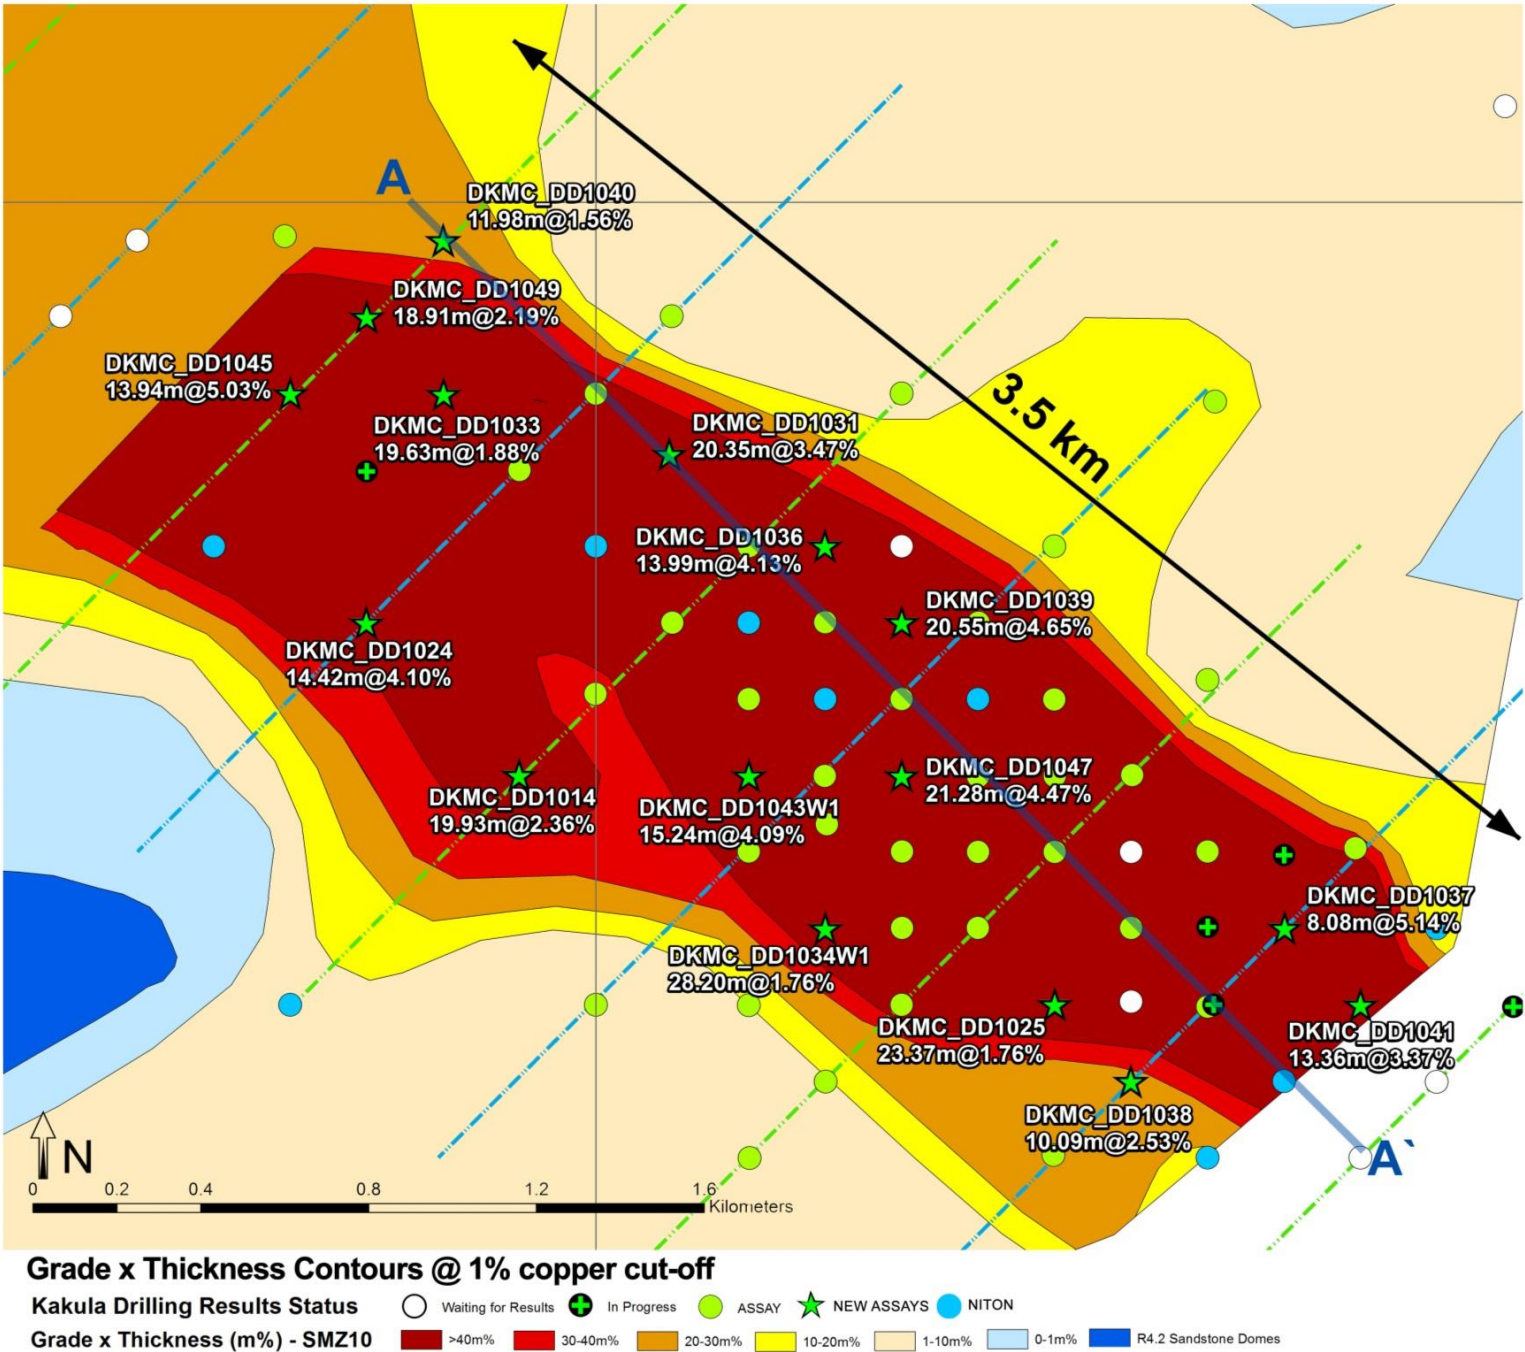 A
DKMC_DD1040
11.98m@1.56%
DKMC_DD1049
18.91m@2.19%
DKMC_DD1045
13.94m@5.03%
3.5 km
DKMC_DD1033
19.63m@1.88%
DKMC_DD1031
20.35m@3.47%
DKMC_DD1036
13.99m@4.13%
DKMC_DD1039
20.55m@4.65%
DKMC_DD1024
14.42m@4.10%
DKMC_DD1047
21.28m@4.47%
DKMC_DD1014
19.93m@2.36%
DKMC_DD1043W1
15.24m@4.09%
DKMC_DD1037
8.08m@5.14%
DKMC_DD1034W1
28.20m@1.76%
DKMC_DD1025
23.37m@1.76%
DKMC_DD1041
13.36m@3.37%
DKMC_DD1038
10.09m@2.53%
A`
N
0 0.2 0.4 0.8 1.2 1.6
Kilometers
Grade x Thickness Contours @ 1% copper cut-off
Kakula Drilling Results Status Waiting for Results In Progress ASSAY NEW ASSAYS NITON
Grade x Thickness (m%) - SMZ10 >40m% 30-40m% 20-30m% 10-20m% 1-10m% 0-1m% R4.2 Sandstone Domes